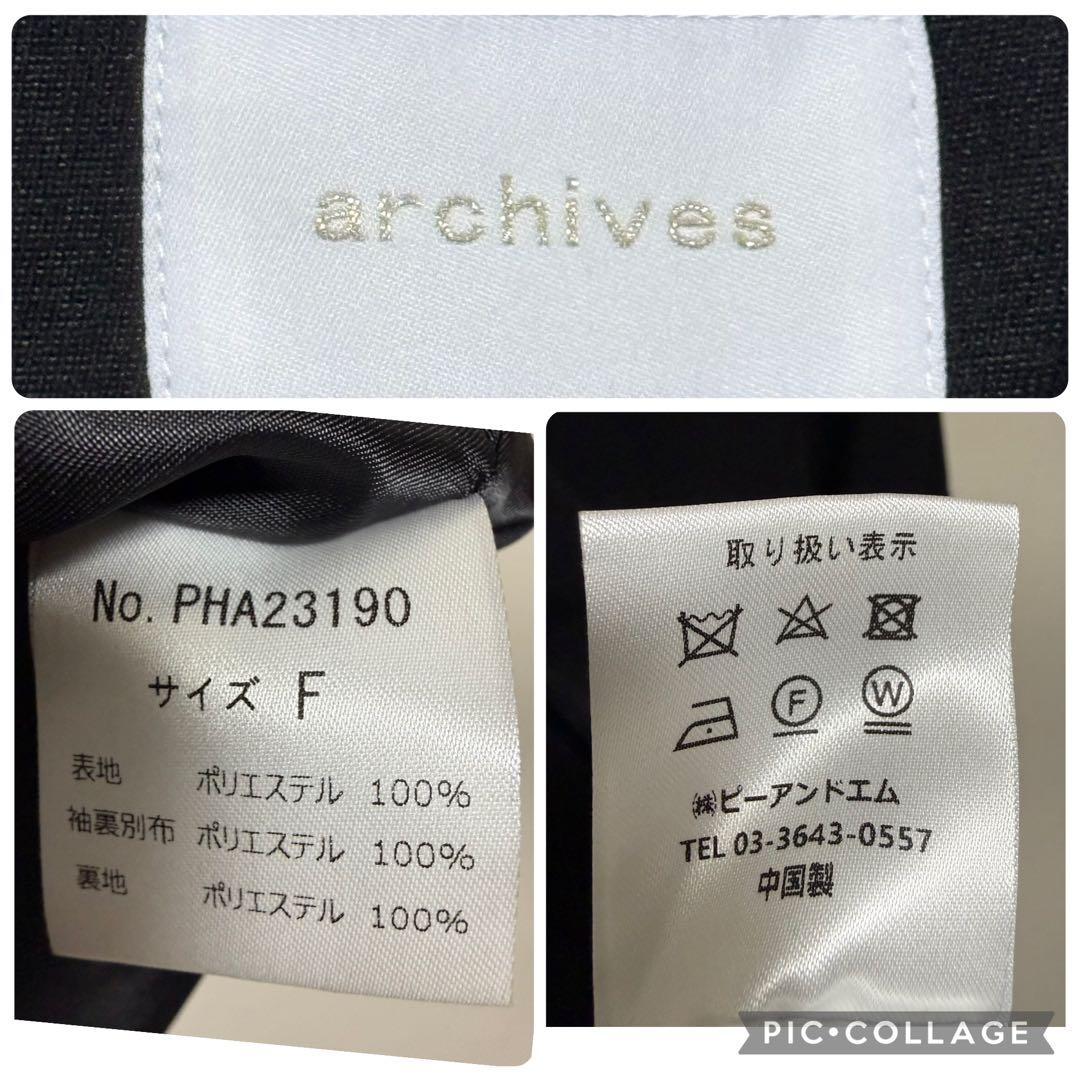 archives
No. PHA23190
サイズ F
表地 ポリエステル 100%
袖裏別布 ポリエステル 100%
裏地 ポリエステル 100%
取り扱い表示
F W
㈱ピーアンドエム
TEL 03-3643-0557
中国製
PIC•COLLAGE